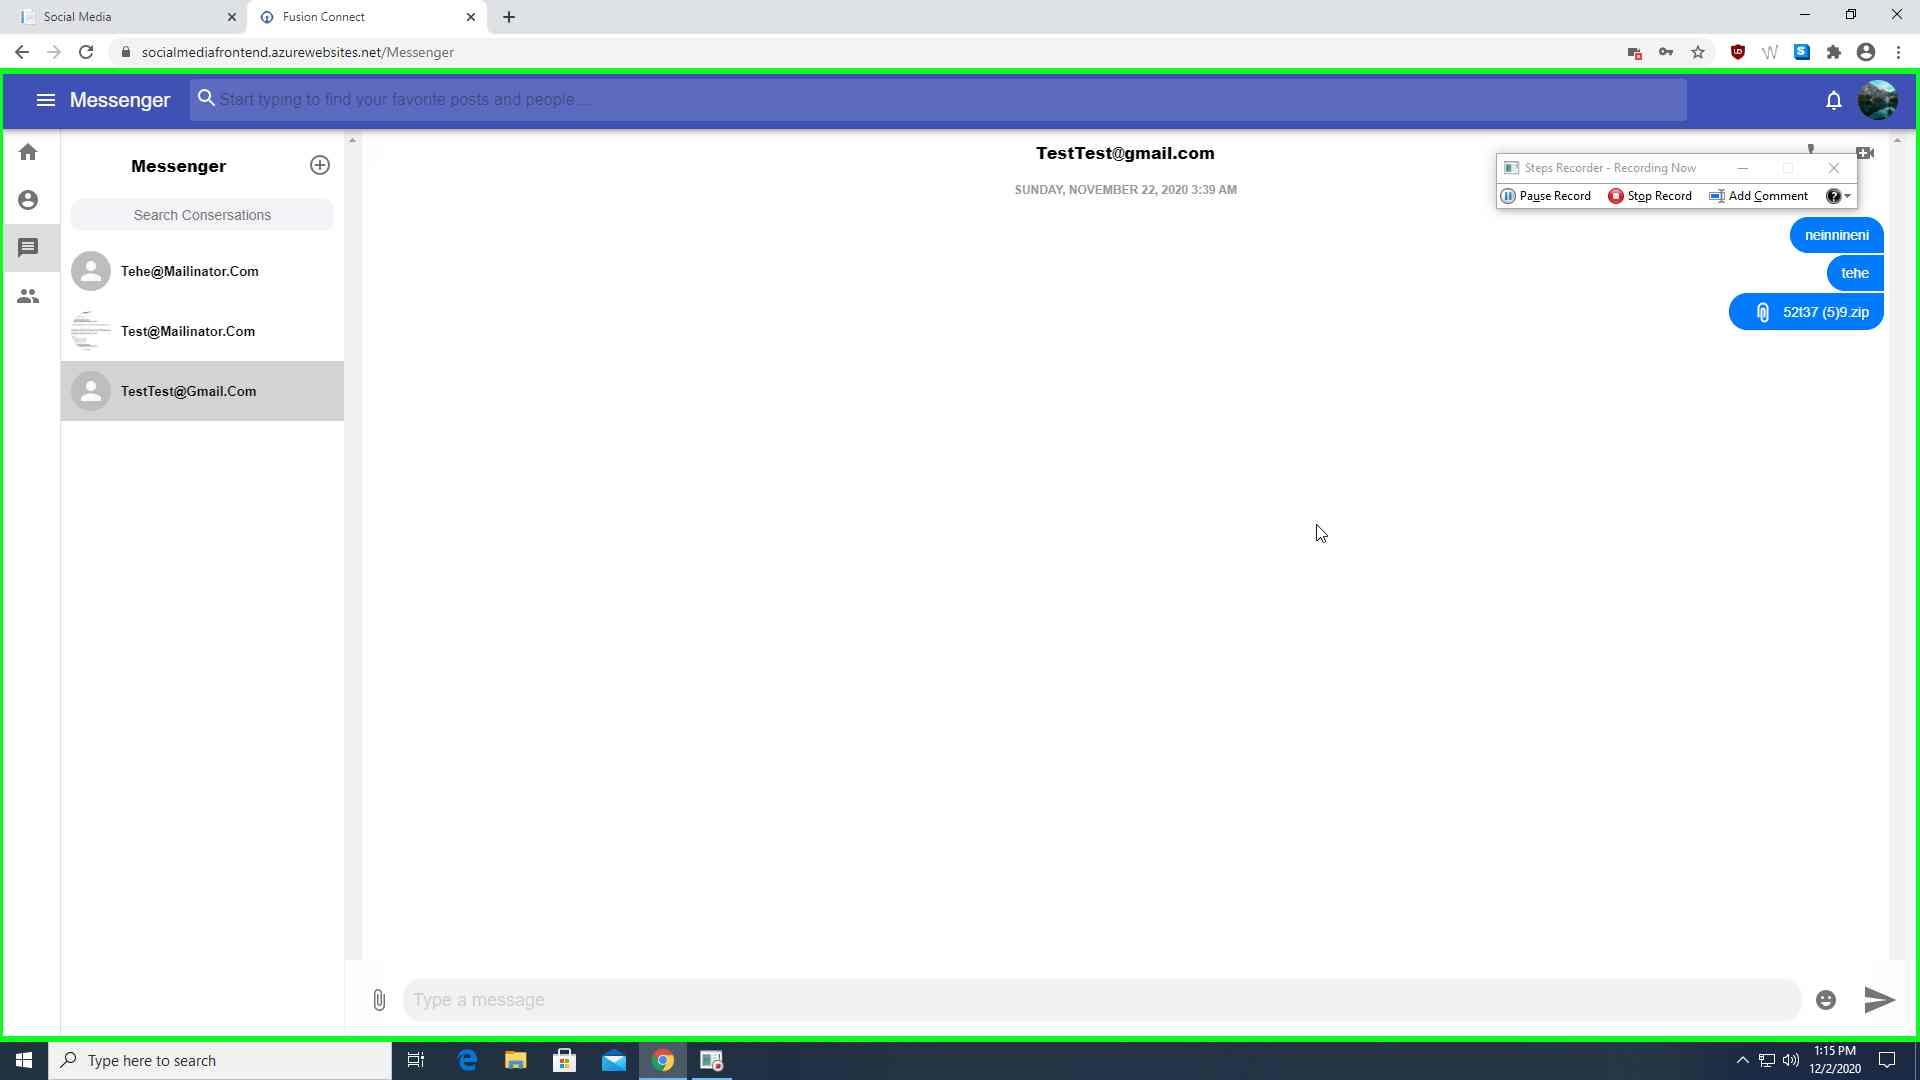 Social Media
Fusion Connect
socialmediafrontend.azurewebsites.net/Messenger
Messenger
Start typing to find your favorite posts and people....
Messenger
Search Consersations
Tehe@Mailinator.Com
Test@Mailinator.Com
TestTest@Gmail.Com
TestTest@gmail.com
SUNDAY, NOVEMBER 22, 2020 3:39 AM
Steps Recorder - Recording Now
Pause Record
Stop Record
Add Comment
neinnineni
tehe
52t37 (5)9.zip
Type a message
Type here to search
1:15 PM
12/2/2020